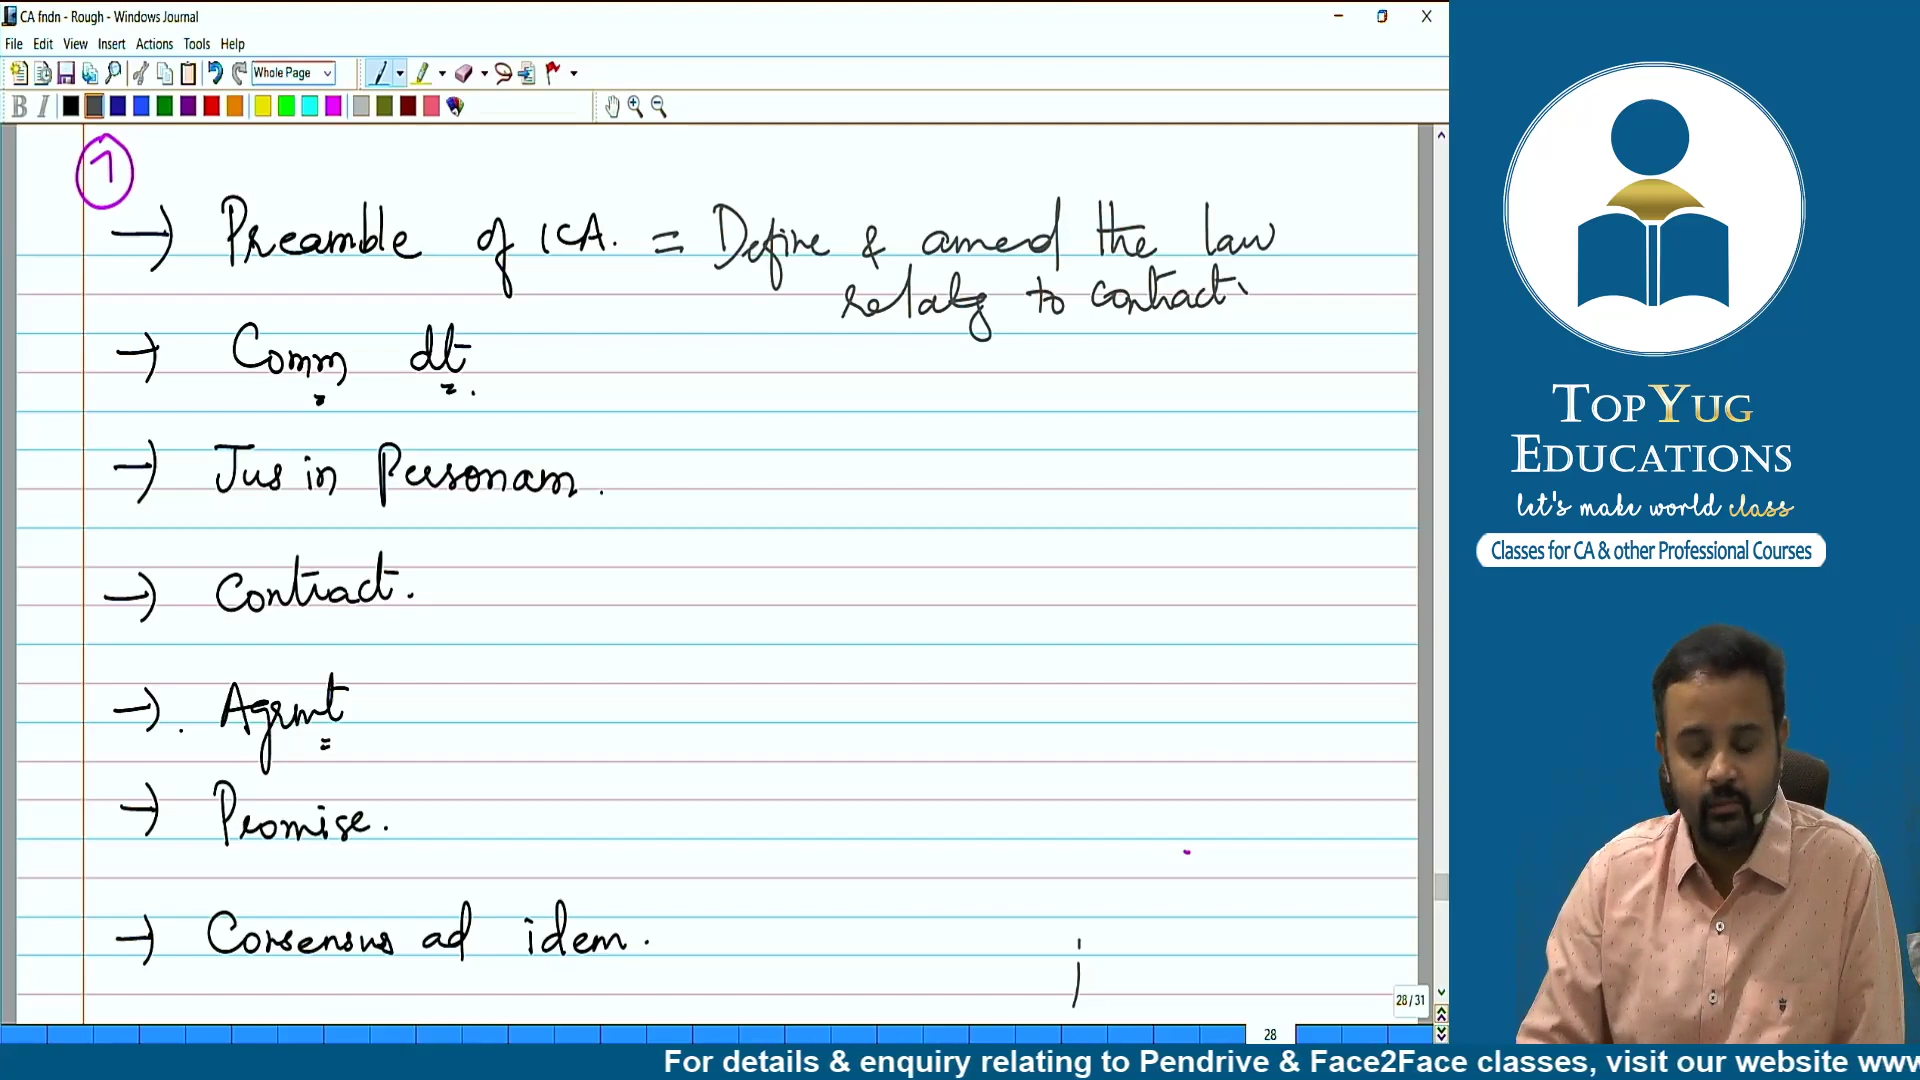 CA fndn - Rough - Windows Journal
File Edit View Insert Actions Tools Help
Whole Page
B I
1
→ Preamble of ICA. = Define & amend the law
relatg to contract.
→ Comm dt
→ Jus in Personam.
→ Contract.
→ Agrmt
→ Promise.
→ Consensus ad idem.
28/31
28
TOPYUG
EDUCATIONS
let's make world class
Classes for CA & other Professional Courses
For details & enquiry relating to Pendrive & Face2Face classes, visit our website www